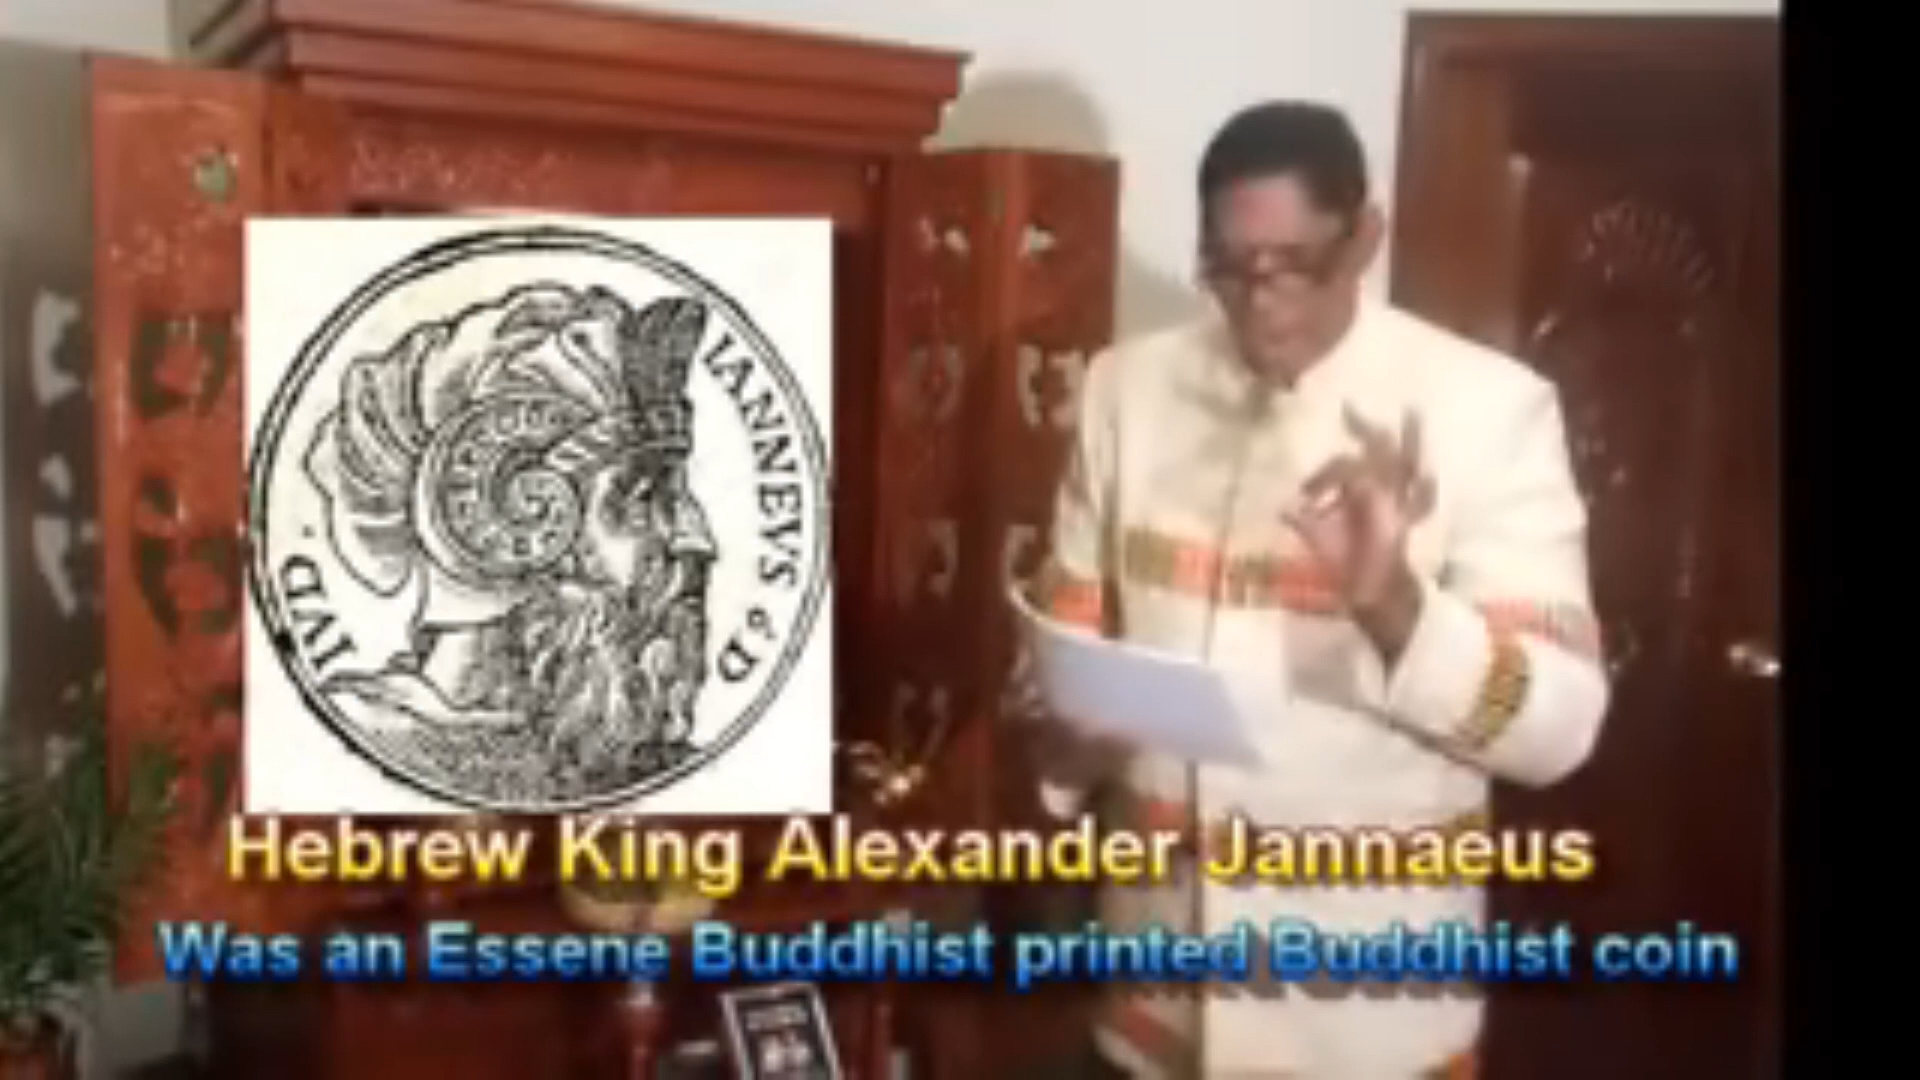 IANNEVS
IVD
Hebrew King Alexander Jannaeus
Was an Essene Buddhist printed Buddhist coin